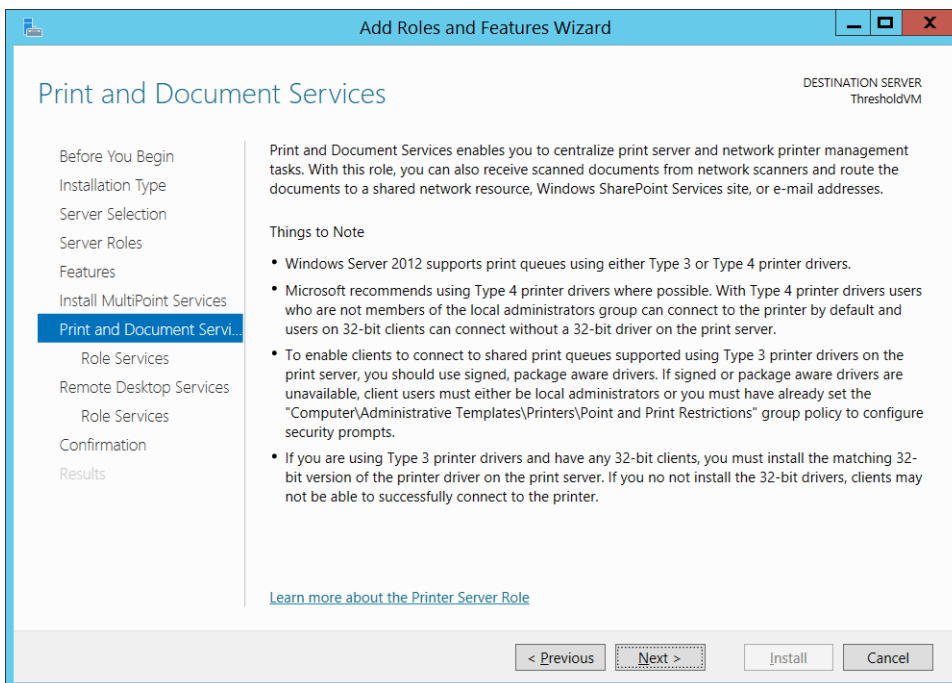 Add Roles and Features Wizard
Print and Document Services
DESTINATION SERVER
ThresholdVM
Before You Begin
Installation Type
Server Selection
Server Roles
Features
Install MultiPoint Services
Print and Document Servi...
Role Services
Remote Desktop Services
Role Services
Confirmation
Results
Print and Document Services enables you to centralize print server and network printer management
tasks. With this role, you can also receive scanned documents from network scanners and route the
documents to a shared network resource, Windows SharePoint Services site, or e-mail addresses.
Things to Note
• Windows Server 2012 supports print queues using either Type 3 or Type 4 printer drivers.
• Microsoft recommends using Type 4 printer drivers where possible. With Type 4 printer drivers users
who are not members of the local administrators group can connect to the printer by default and
users on 32-bit clients can connect without a 32-bit driver on the print server.
• To enable clients to connect to shared print queues supported using Type 3 printer drivers on the
print server, you should use signed, package aware drivers. If signed or package aware drivers are
unavailable, client users must either be local administrators or you must have already set the
"Computer\Administrative Templates\Printers\Point and Print Restrictions" group policy to configure
security prompts.
• If you are using Type 3 printer drivers and have any 32-bit clients, you must install the matching 32-
bit version of the printer driver on the print server. If you no not install the 32-bit drivers, clients may
not be able to successfully connect to the printer.
Learn more about the Printer Server Role
< Previous
Next >
Install
Cancel